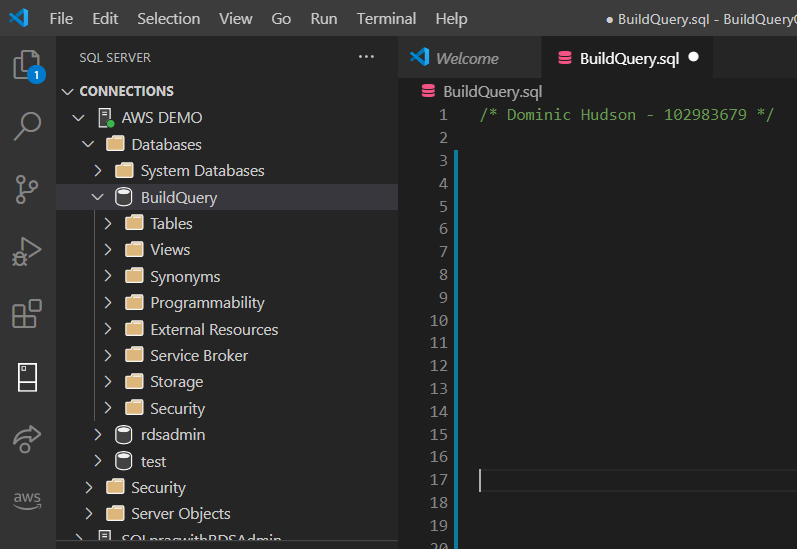 File Edit Selection View Go Run Terminal Help ● BuildQuery.sql - BuildQuery
SQL SERVER ...
CONNECTIONS
AWS DEMO
Databases
System Databases
BuildQuery
Tables
Views
Synonyms
Programmability
External Resources
Service Broker
Storage
Security
rdsadmin
test
Security
Server Objects
SQLpracwithRDSAdmin
1
aws
Welcome
BuildQuery.sql ●
BuildQuery.sql
1 /* Dominic Hudson - 102983679 */
2
3
4
5
6
7
8
9
10
11
12
13
14
15
16
17
18
19
20